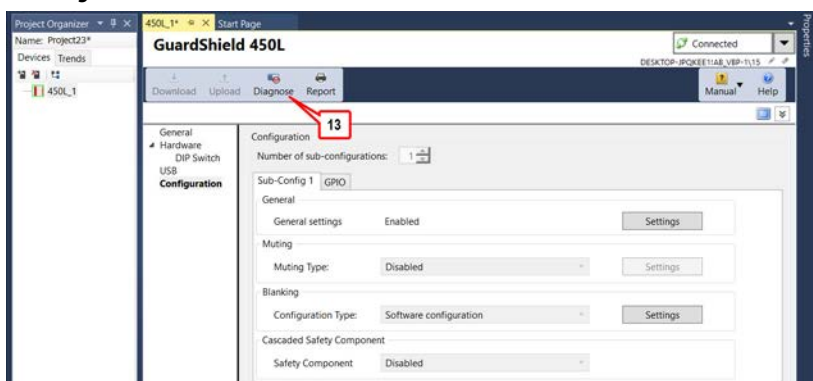 Project Organizer
Name: Project23*
Devices Trends
450L_1
450L_1* Start Page
GuardShield 450L
Connected
DESKTOP-JPQKEE1!AB_VBP-1\15
Download Upload Diagnose Report
Manual Help
13
General
Hardware
DIP Switch
USB
Configuration
Configuration
Number of sub-configurations: 1
Sub-Config 1 GPIO
General
General settings Enabled Settings
Muting
Muting Type: Disabled Settings
Blanking
Configuration Type: Software configuration Settings
Cascaded Safety Component
Safety Component Disabled
Properties